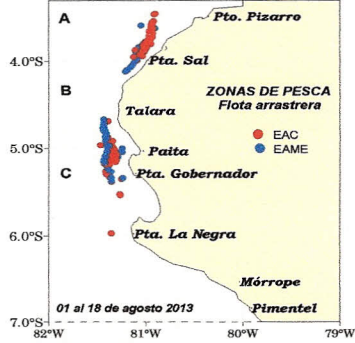 A
Pto. Pizarro
4.0°S
Pta. Sal
B
ZONAS DE PESCA
Flota arrastrera
Talara
EAC
EAME
5.0°S
Paita
C
Pta. Gobernador
6.0°S
Pta. La Negra
Mórrope
01 al 18 de agosto 2013
Pimentel
7.0°S
82°W
81°W
80°W
79°W